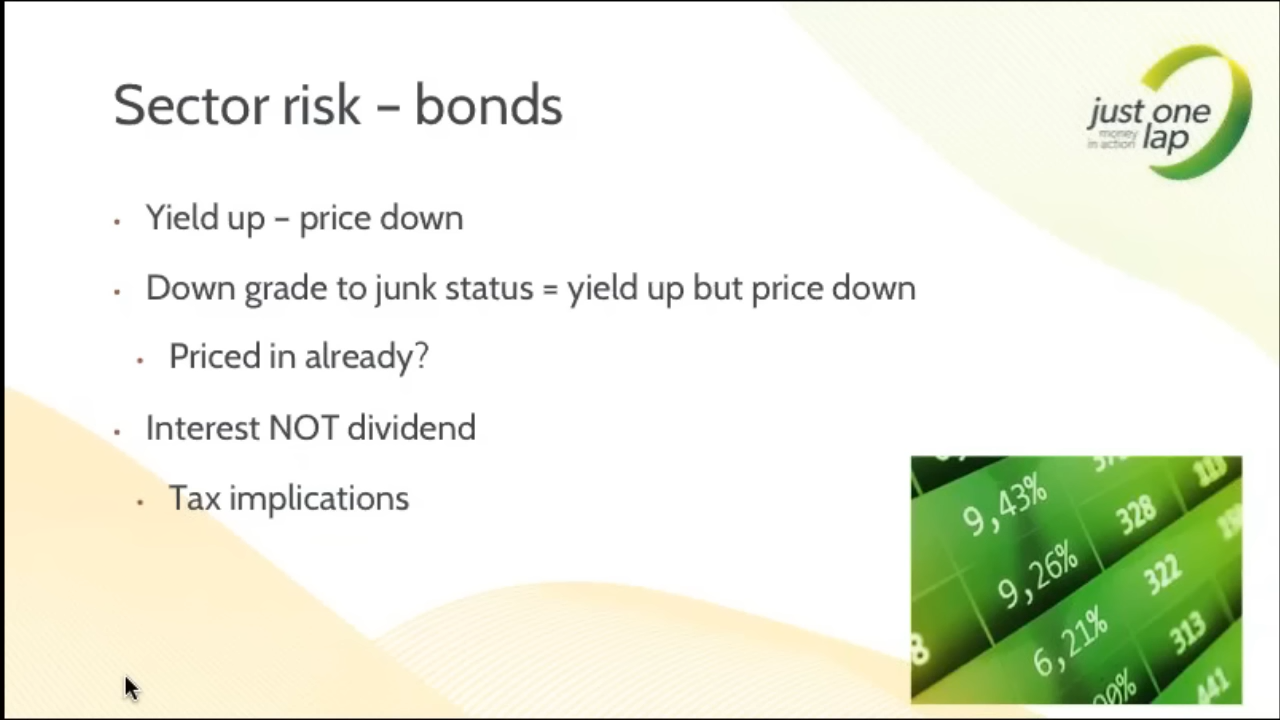 Sector risk – bonds
just one
money
in action lap
Yield up – price down
Down grade to junk status = yield up but price down
Priced in already?
Interest NOT dividend
Tax implications
9,43%
328
9,26%
322
6,21%
313
8
441